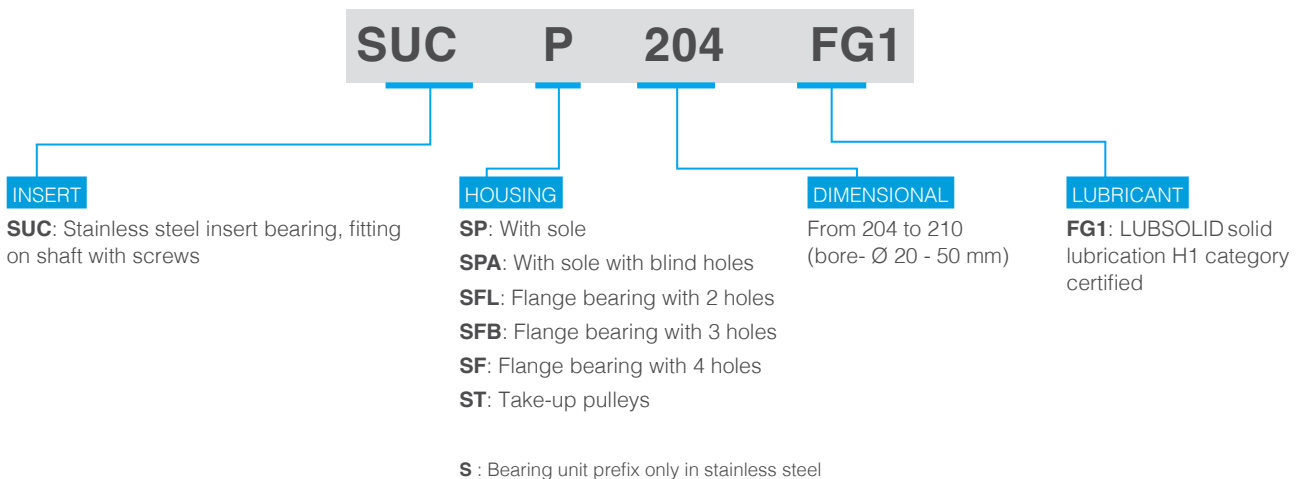 SUC P 204 FG1
INSERT
SUC: Stainless steel insert bearing, fitting
on shaft with screws
HOUSING
SP: With sole
SPA: With sole with blind holes
SFL: Flange bearing with 2 holes
SFB: Flange bearing with 3 holes
SF: Flange bearing with 4 holes
ST: Take-up pulleys
S : Bearing unit prefix only in stainless steel
DIMENSIONAL
From 204 to 210
(bore- Ø 20 - 50 mm)
LUBRICANT
FG1: LUBSOLID solid
lubrication H1 category
certified